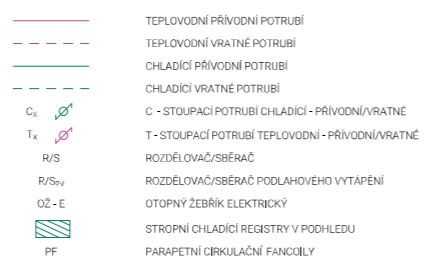 TEPLOVODNÍ PŘÍVODNÍ POTRUBÍ
TEPLOVODNÍ VRATNÉ POTRUBÍ
CHLADÍCÍ PŘÍVODNÍ POTRUBÍ
CHLADÍCÍ VRATNÉ POTRUBÍ
Cx C - STOUPACÍ POTRUBÍ CHLADÍCÍ - PŘÍVODNÍ/VRATNÉ
Tx T - STOUPACÍ POTRUBÍ TEPLOVODNÍ - PŘÍVODNÍ/VRATNÉ
R/S ROZDĚLOVAČ/SBĚRAČ
R/SPV ROZDĚLOVAČ/SBĚRAČ PODLAHOVÉHO VYTÁPĚNÍ
OŽ - E OTOPNÝ ŽEBŘÍK ELEKTRICKÝ
STROPNÍ CHLADÍCÍ REGISTRY V PODHLEDU
PF PARAPETNÍ CIRKULAČNÍ FANCOILY